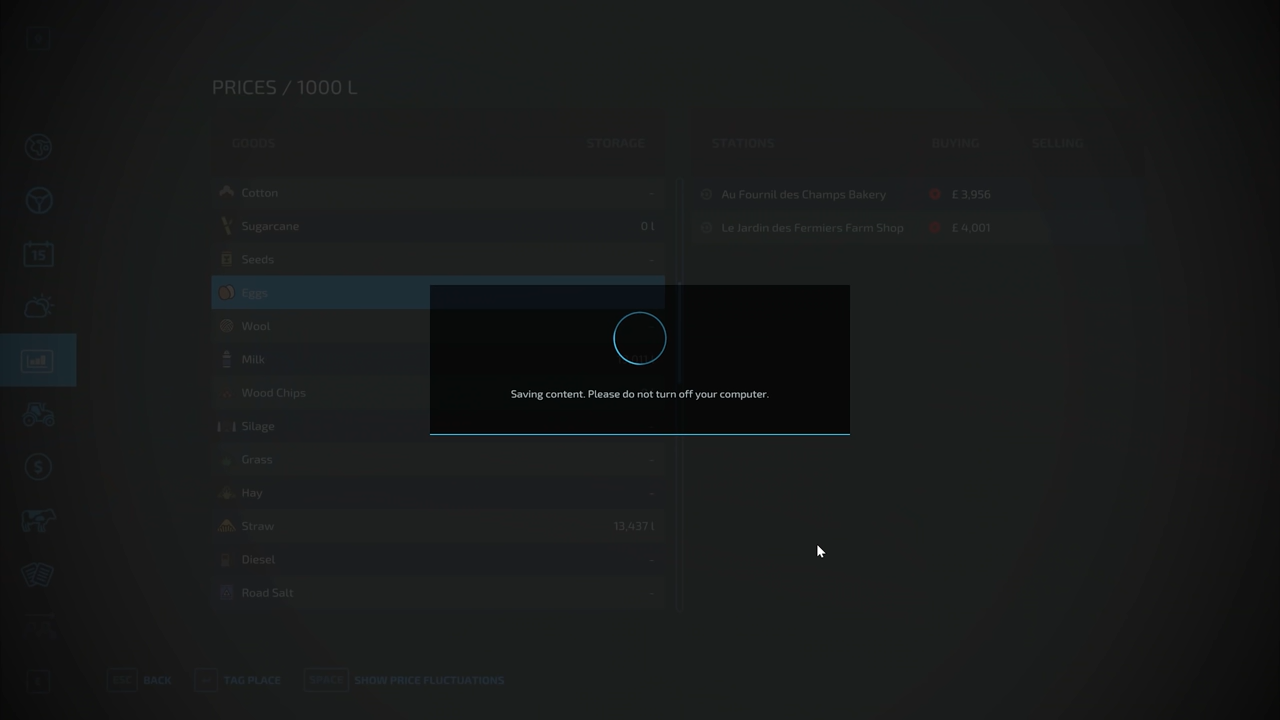 PRICES / 1000 L
GOODS STORAGE STATIONS BUYING SELLING
Cotton - Au Fournil des Champs Bakery £ 3,956
Sugarcane 0 l Le Jardin des Fermiers Farm Shop £ 4,001
Seeds -
Eggs
Wool
Milk
Wood Chips
Silage
Grass -
Hay -
Straw 13,437 l
Diesel -
Road Salt -
15
Saving content. Please do not turn off your computer.
ESC BACK TAG PLACE SPACE SHOW PRICE FLUCTUATIONS